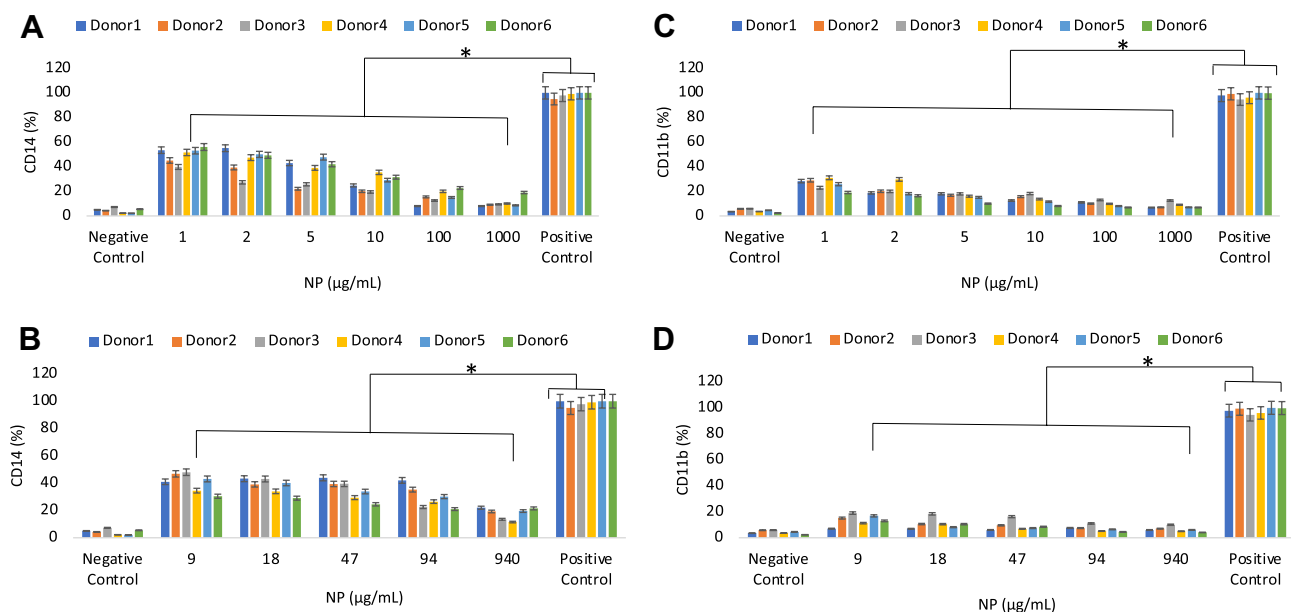 A
Donor1 Donor2 Donor3 Donor4 Donor5 Donor6
*
CD14 (%)
120
100
80
60
40
20
0
Negative Control 1 2 5 10 100 1000 Positive Control
NP (µg/mL)
B
Donor1 Donor2 Donor3 Donor4 Donor5 Donor6
*
CD14 (%)
120
100
80
60
40
20
0
Negative Control 9 18 47 94 940 Positive Control
NP (µg/mL)
C
Donor1 Donor2 Donor3 Donor4 Donor5 Donor6
*
CD11b (%)
120
100
80
60
40
20
0
Negative Control 1 2 5 10 100 1000 Positive Control
NP (µg/mL)
D
Donor1 Donor2 Donor3 Donor4 Donor5 Donor6
*
CD11b (%)
120
100
80
60
40
20
0
Negative Control 9 18 47 94 940 Positive Control
NP (µg/mL)